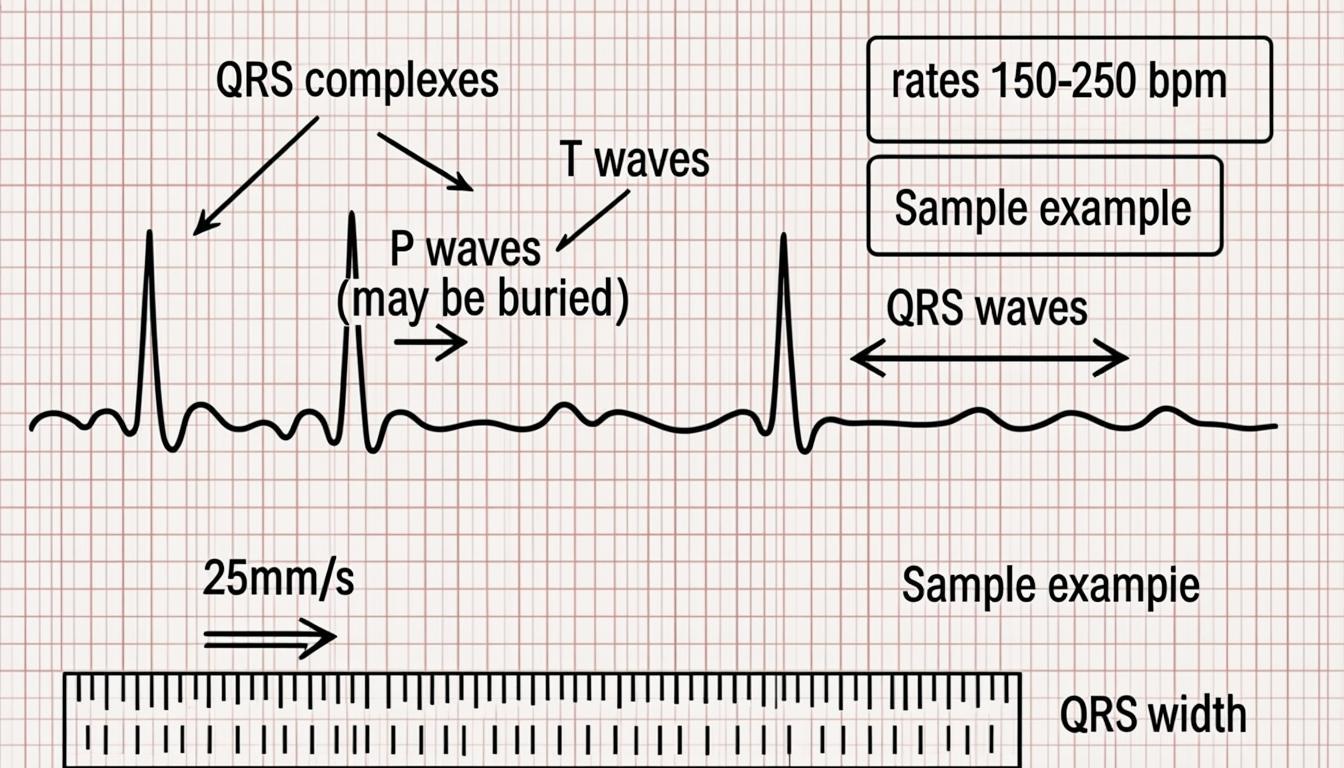 QRS complexes
rates 150-250 bpm
T waves
Sample example
P waves
(may be buried)
QRS waves
25mm/s
Sample exampie
QRS width